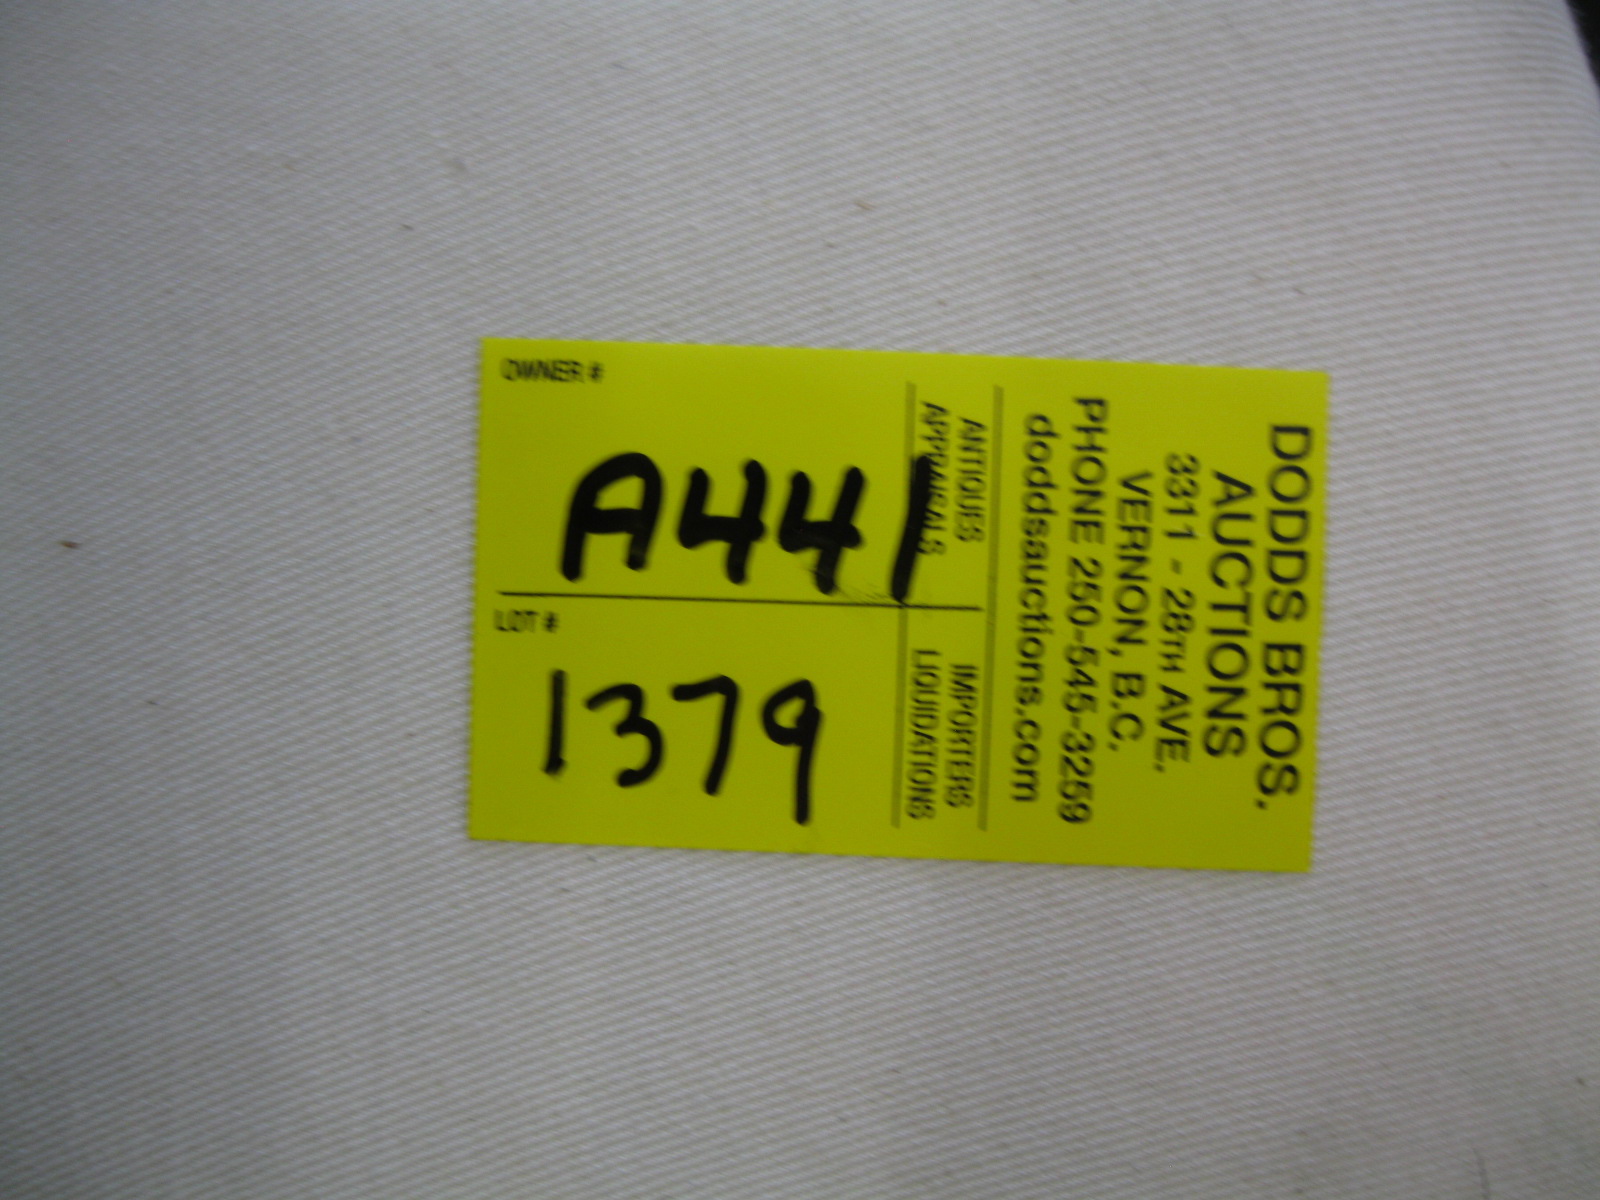 DODDS BROS.
AUCTIONS
3311 - 28TH AVE.
VERNON, B.C.
PHONE 250-545-3259
doddsauctions.com
ANTIQUES IMPORTERS
APPRAISALS LIQUIDATIONS
OWNER #
A441
LOT #
1379